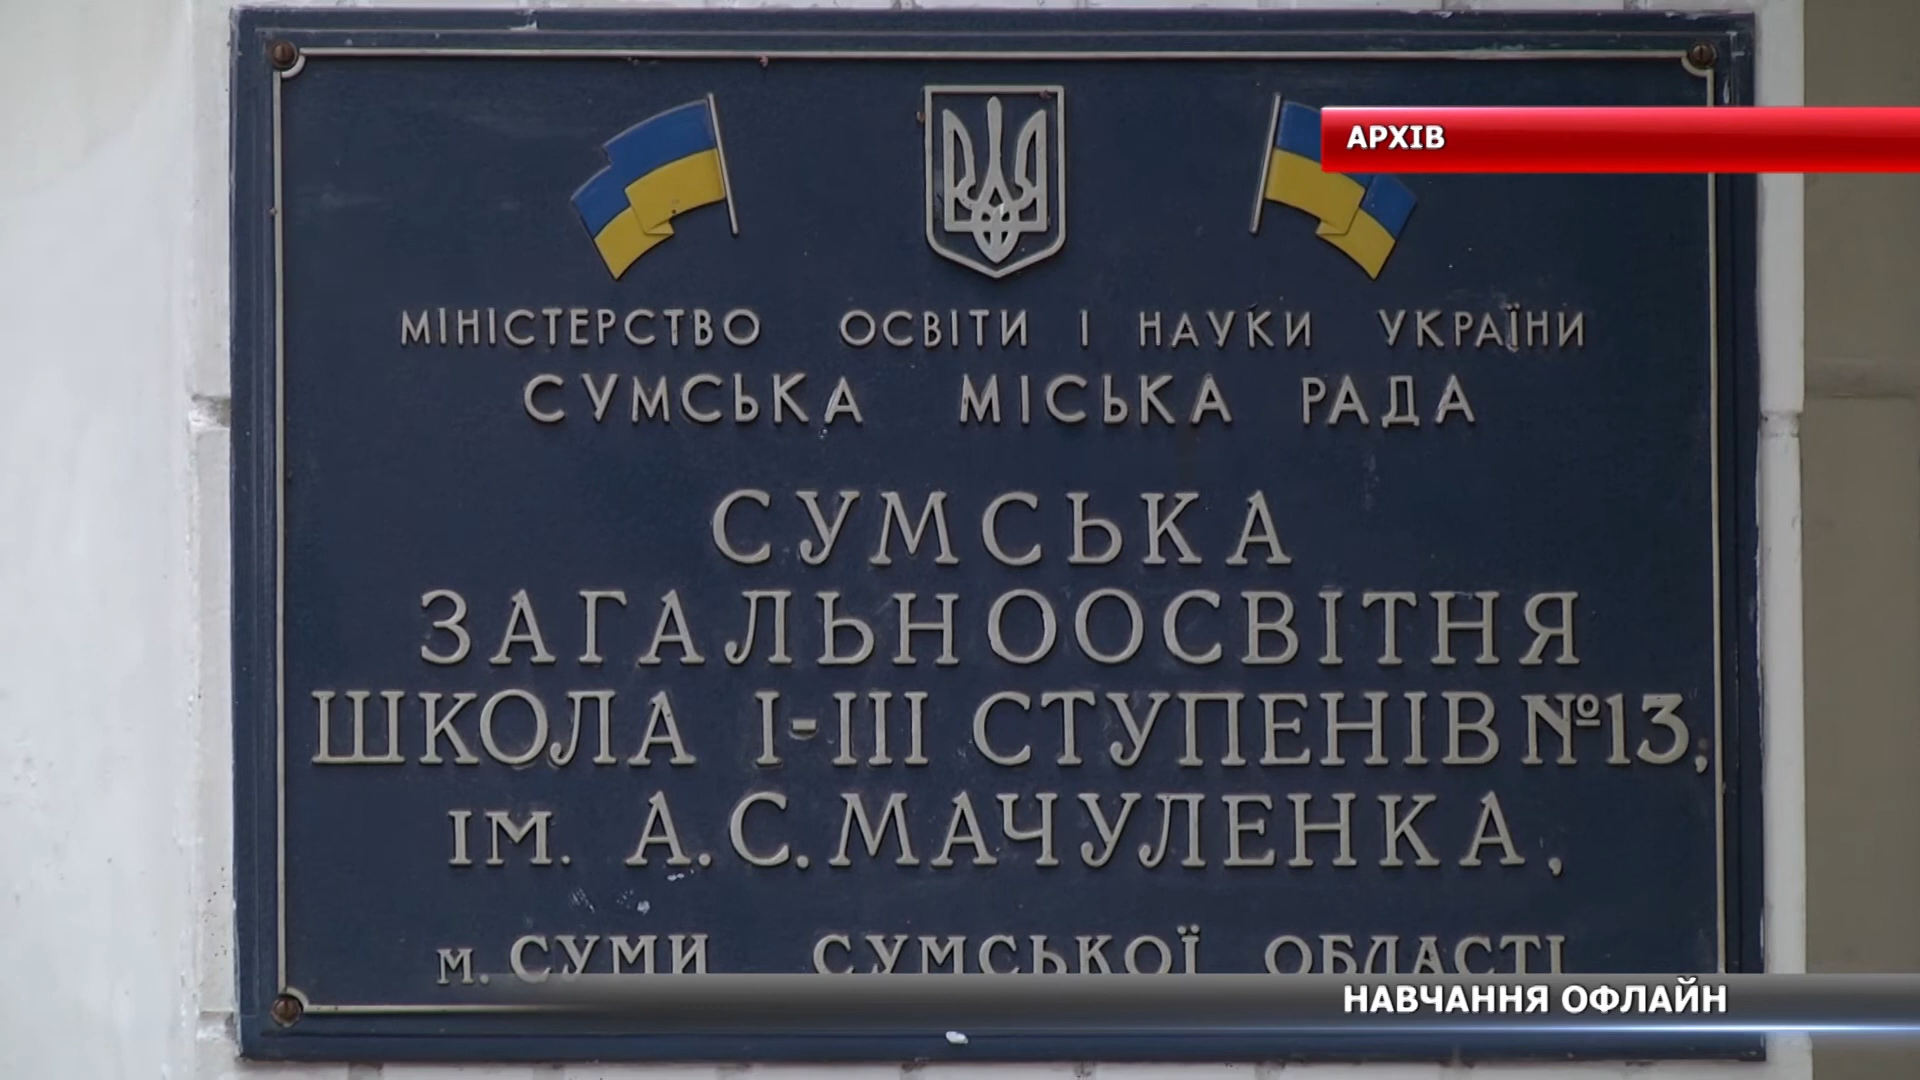 АРХІВ
МІНІСТЕРСТВО ОСВІТИ І НАУКИ УКРАЇНИ
СУМСЬКА МІСЬКА РАДА
СУМСЬКА
ЗАГАЛЬНООСВІТНЯ
ШКОЛА І-ІІІ СТУПЕНІВ №13,
ІМ. А.С.МАЧУЛЕНКА,
м. СУМИ СУМСЬКОЇ ОБЛАСТІ
НАВЧАННЯ ОФЛАЙН